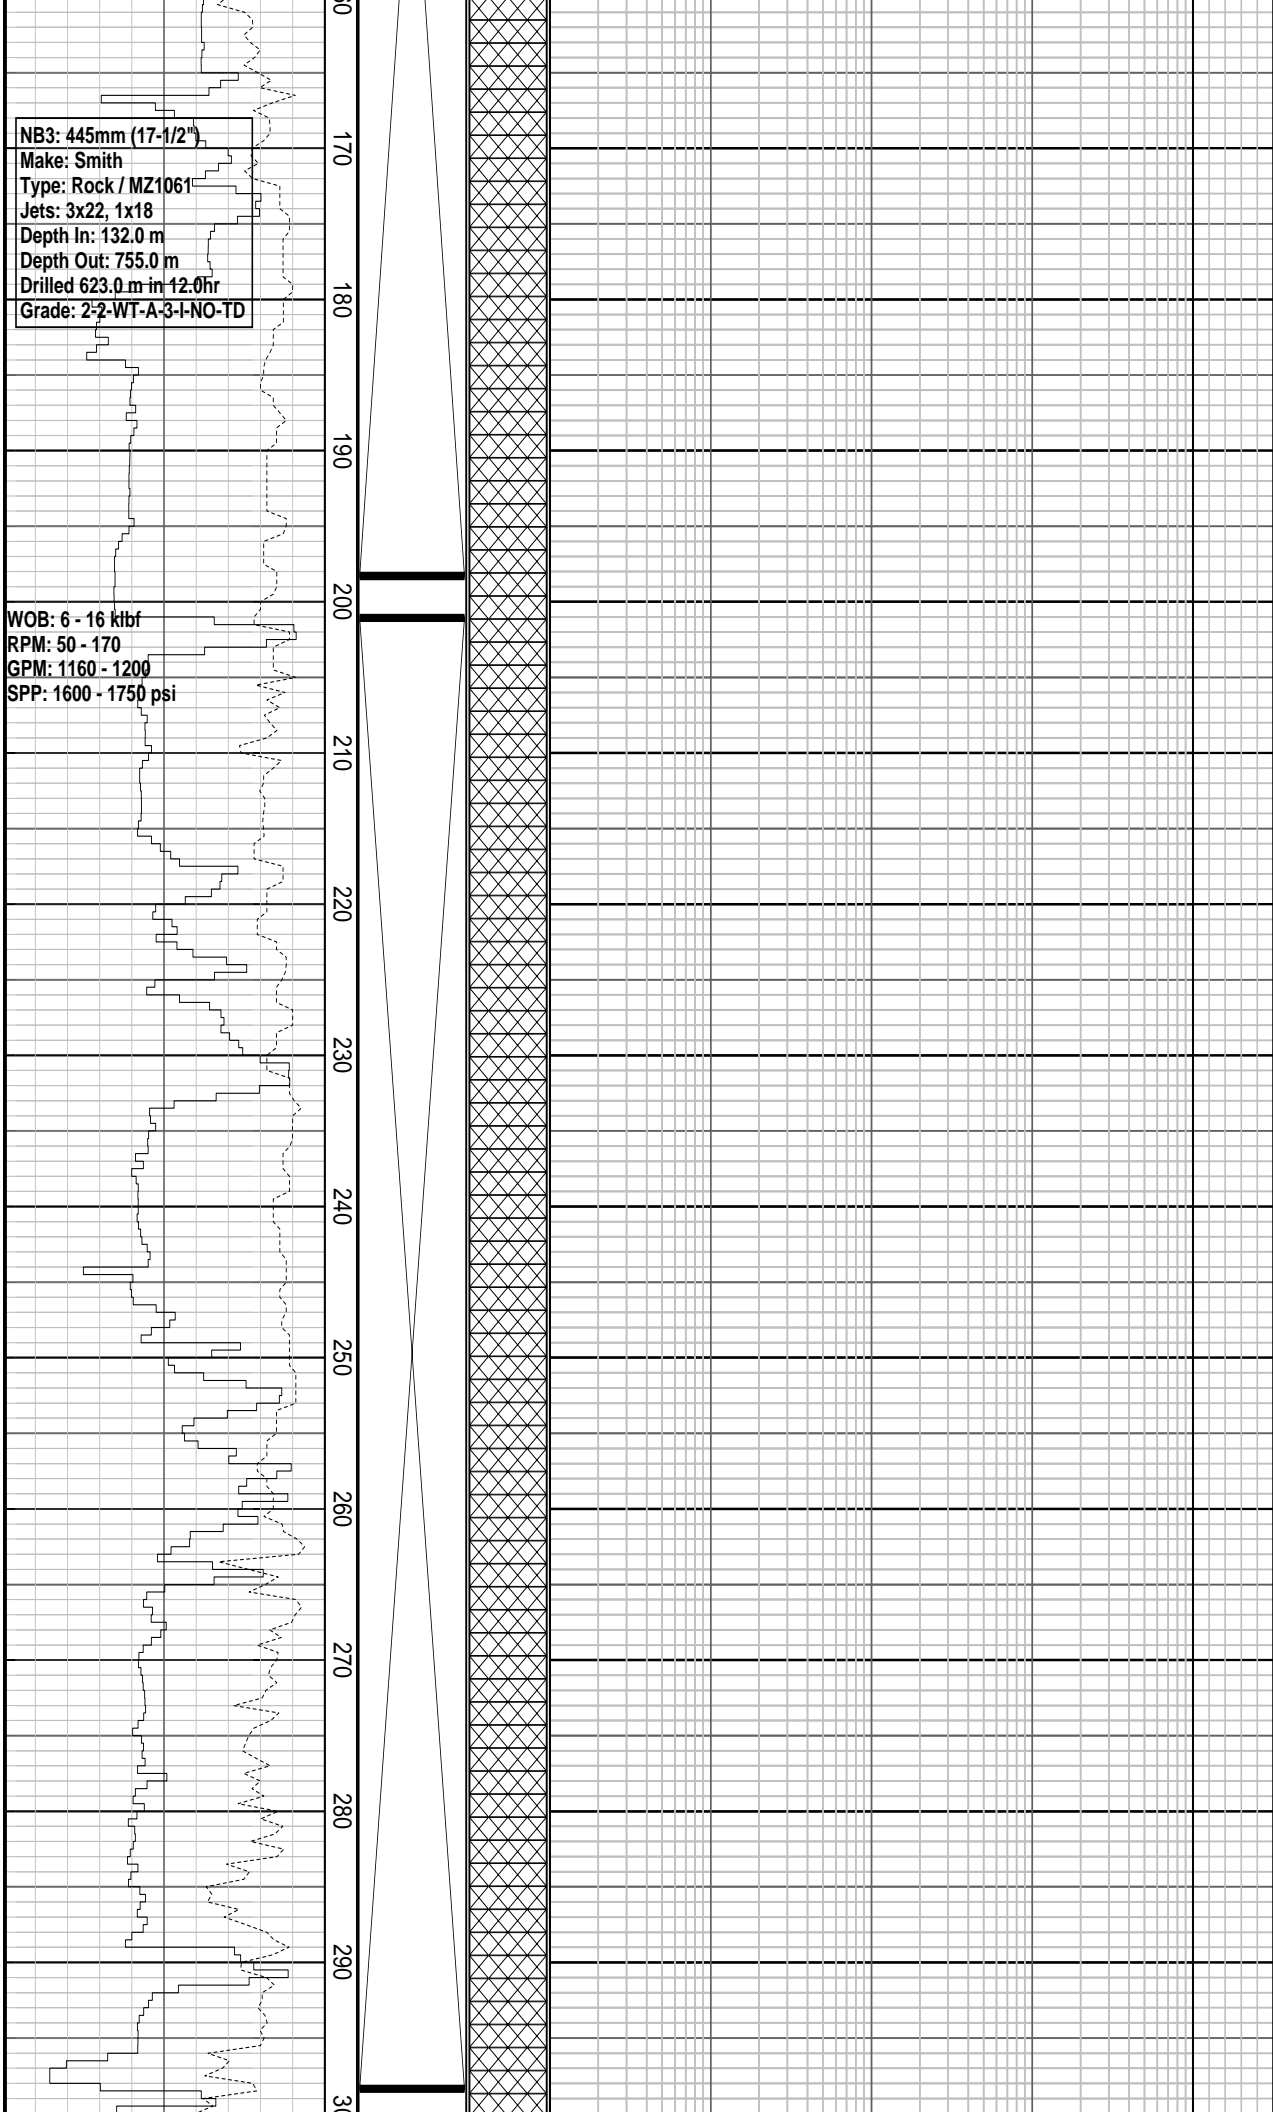 60
NB3: 445mm (17-1/2")
Make: Smith
Type: Rock / MZ1061
Jets: 3x22, 1x18
Depth In: 132.0 m
Depth Out: 755.0 m
Drilled 623.0 m in 12.0hr
Grade: 2-2-WT-A-3-I-NO-TD
170
180
190
200
WOB: 6 - 16 klbf
RPM: 50 - 170
GPM: 1160 - 1200
SPP: 1600 - 1750 psi
210
220
230
240
250
260
270
280
290
30